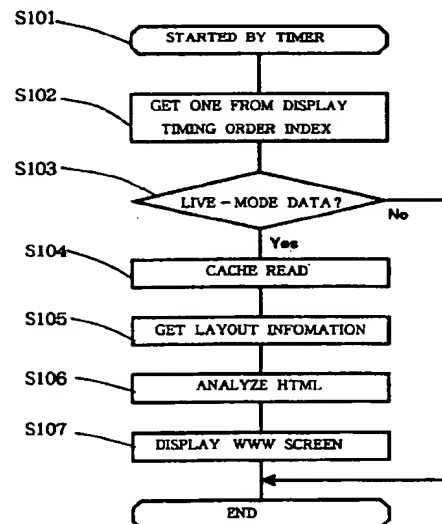 S101
STARTED BY TIMER
S102
GET ONE FROM DISPLAY
TIMING ORDER INDEX
S103
LIVE-MODE DATA?
No
Yes
S104
CACHE READ
S105
GET LAYOUT INFOMATION
S106
ANALYZE HTML
S107
DISPLAY WWW SCREEN
END